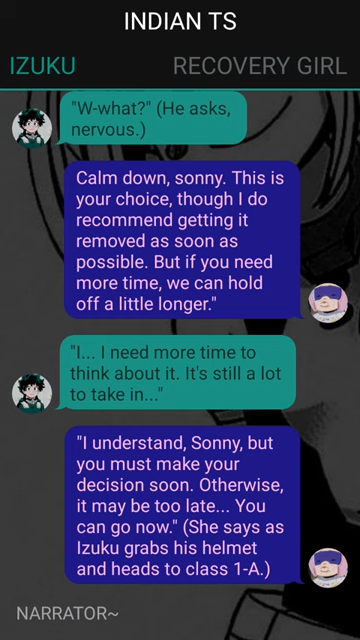 INDIAN TS
IZUKU RECOVERY GIRL
"W-what?" (He asks,
nervous.)
Calm down, sonny. This is
your choice, though I do
recommend getting it
removed as soon as
possible. But if you need
more time, we can hold
off a little longer."
"I... I need more time to
think about it. It's still a lot
to take in..."
"I understand, Sonny, but
you must make your
decision soon. Otherwise,
it may be too late... You
can go now." (She says as
Izuku grabs his helmet
and heads to class 1-A.)
NARRATOR~